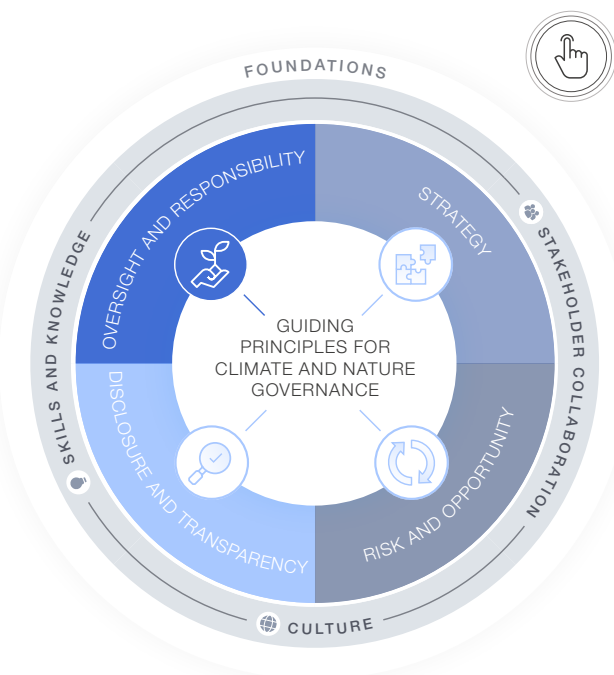 FOUNDATIONS
OVERSIGHT AND RESPONSIBILITY
STRATEGY
SKILLS AND KNOWLEDGE
STAKEHOLDER COLLABORATION
GUIDING
PRINCIPLES FOR
CLIMATE AND NATURE
GOVERNANCE
DISCLOSURE AND TRANSPARENCY
RISK AND OPPORTUNITY
CULTURE